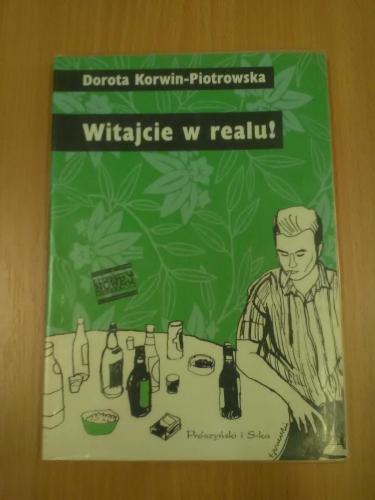 Dorota Korwin-Piotrowska
Witajcie w realu!
Prószyński i S-ka